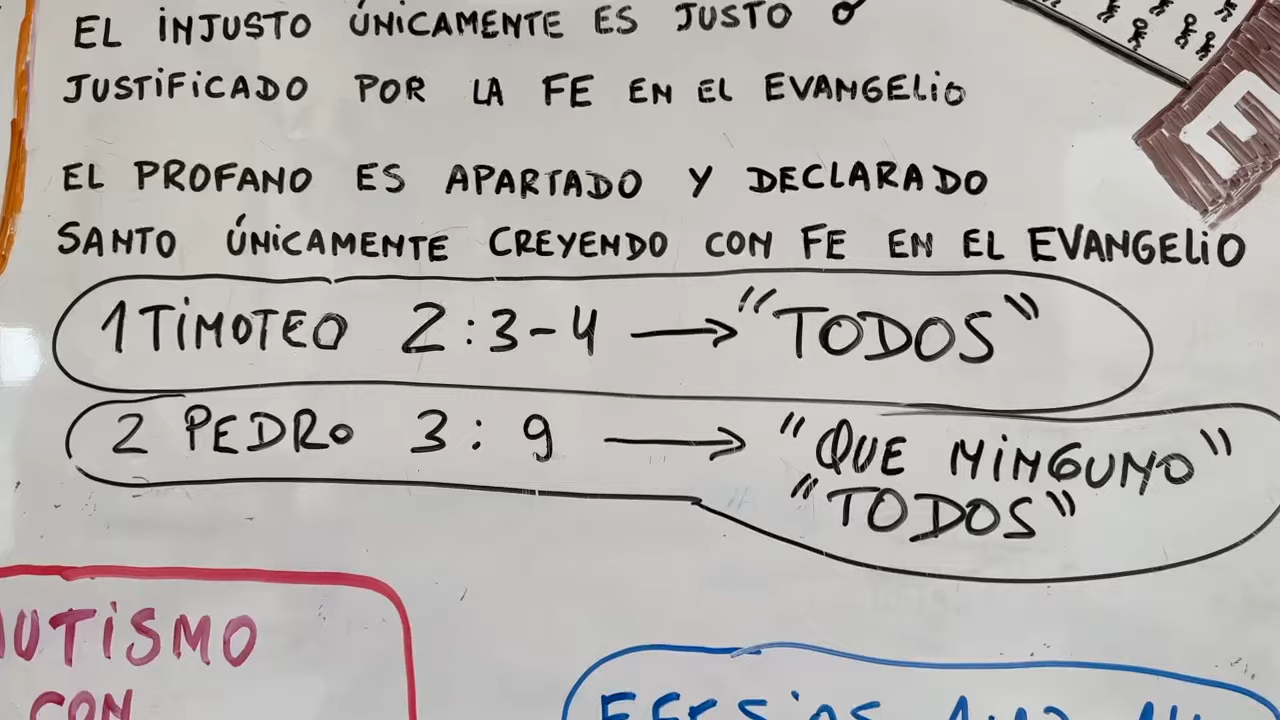 EL INJUSTO ÚNICAMENTE ES JUSTO O
JUSTIFICADO POR LA FE EN EL EVANGELIO
EL PROFANO ES APARTADO Y DECLARADO
SANTO ÚNICAMENTE CREYENDO CON FE EN EL EVANGELIO
1 TIMOTEO 2:3-4 → "TODOS"
2 PEDRO 3:9 → "QUE NINGUNO"
"TODOS"
E
CON